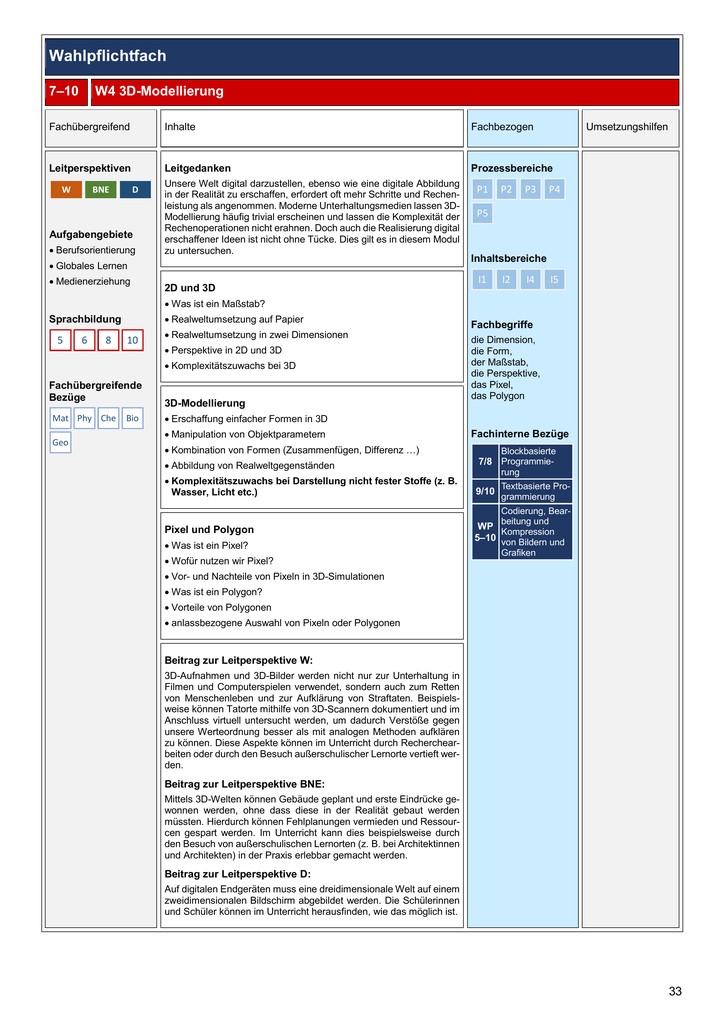 Wahlpflichtfach
7–10
W4 3D-Modellierung
Fachübergreifend
Inhalte
Fachbezogen
Umsetzungshilfen
Leitperspektiven
W
BNE
D
Aufgabengebiete
• Berufsorientierung
• Globales Lernen
• Medienerziehung
Sprachbildung
5
6
8
10
Fachübergreifende
Bezüge
Mat
Phy
Che
Bio
Geo
Leitgedanken
Unsere Welt digital darzustellen, ebenso wie eine digitale Abbildung
in der Realität zu erschaffen, erfordert oft mehr Schritte und Rechen-
leistung als angenommen. Moderne Unterhaltungsmedien lassen 3D-
Modellierung häufig trivial erscheinen und lassen die Komplexität der
Rechenoperationen nicht erahnen. Doch auch die Realisierung digital
erschaffener Ideen ist nicht ohne Tücke. Dies gilt es in diesem Modul
zu untersuchen.
2D und 3D
• Was ist ein Maßstab?
• Realweltumsetzung auf Papier
• Realweltumsetzung in zwei Dimensionen
• Perspektive in 2D und 3D
• Komplexitätszuwachs bei 3D
3D-Modellierung
• Erschaffung einfacher Formen in 3D
• Manipulation von Objektparametern
• Kombination von Formen (Zusammenfügen, Differenz …)
• Abbildung von Realweltgegenständen
• Komplexitätszuwachs bei Darstellung nicht fester Stoffe (z. B.
Wasser, Licht etc.)
Pixel und Polygon
• Was ist ein Pixel?
• Wofür nutzen wir Pixel?
• Vor- und Nachteile von Pixeln in 3D-Simulationen
• Was ist ein Polygon?
• Vorteile von Polygonen
• anlassbezogene Auswahl von Pixeln oder Polygonen
Beitrag zur Leitperspektive W:
3D-Aufnahmen und 3D-Bilder werden nicht nur zur Unterhaltung in
Filmen und Computerspielen verwendet, sondern auch zum Retten
von Menschenleben und zur Aufklärung von Straftaten. Beispiels-
weise können Tatorte mithilfe von 3D-Scannern dokumentiert und im
Anschluss virtuell untersucht werden, um dadurch Verstöße gegen
unsere Werteordnung besser als mit analogen Methoden aufklären
zu können. Diese Aspekte können im Unterricht durch Recherchear-
beiten oder durch den Besuch außerschulischer Lernorte vertieft wer-
den.
Beitrag zur Leitperspektive BNE:
Mittels 3D-Welten können Gebäude geplant und erste Eindrücke ge-
wonnen werden, ohne dass diese in der Realität gebaut werden
müssten. Hierdurch können Fehlplanungen vermieden und Ressour-
cen gespart werden. Im Unterricht kann dies beispielsweise durch
den Besuch von außerschulischen Lernorten (z. B. bei Architektinnen
und Architekten) in der Praxis erlebbar gemacht werden.
Beitrag zur Leitperspektive D:
Auf digitalen Endgeräten muss eine dreidimensionale Welt auf einem
zweidimensionalen Bildschirm abgebildet werden. Die Schülerinnen
und Schüler können im Unterricht herausfinden, wie das möglich ist.
Prozessbereiche
P1
P2
P3
P4
P5
Inhaltsbereiche
I1
I2
I4
I5
Fachbegriffe
die Dimension,
die Form,
der Maßstab,
die Perspektive,
das Pixel,
das Polygon
Fachinterne Bezüge
7/8
Blockbasierte
Programmie-
rung
9/10
Textbasierte Pro-
grammierung
WP
5–10
Codierung, Bear-
beitung und
Kompression
von Bildern und
Grafiken
33